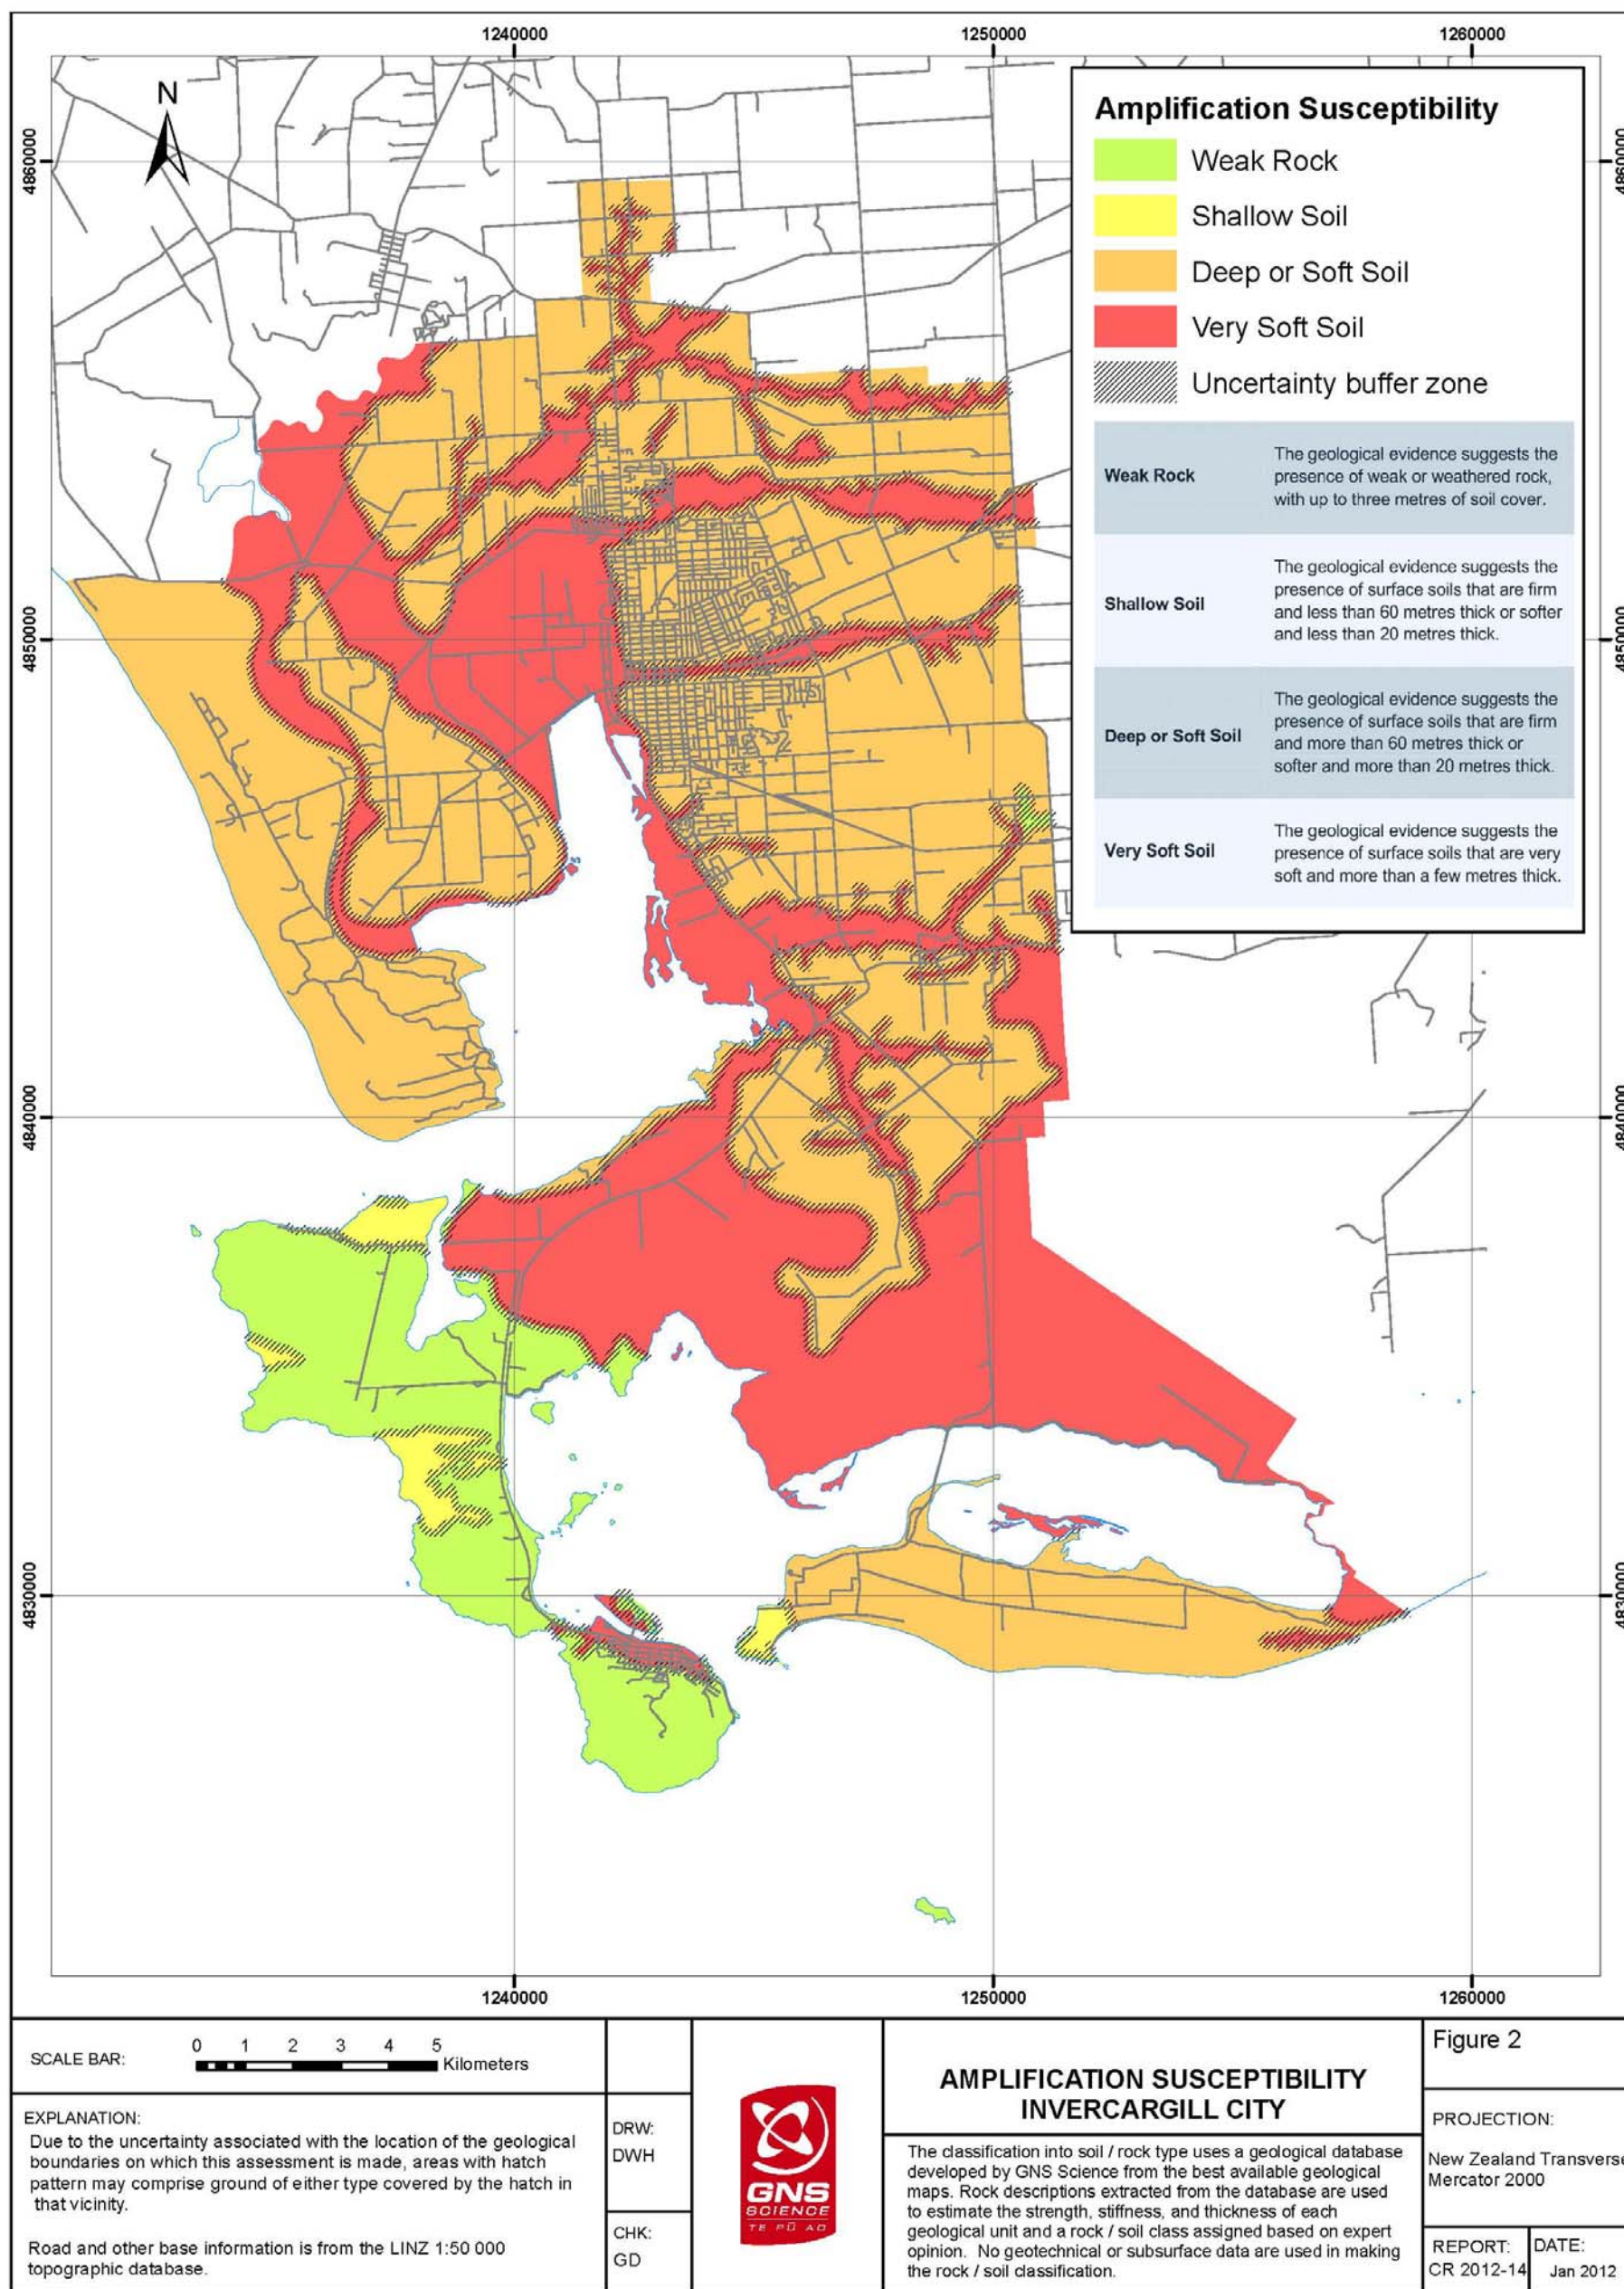 1240000
1250000
1260000
N
4860000
4860000
4850000
4850000
4840000
4840000
4830000
4830000
Amplification Susceptibility
Weak Rock
Shallow Soil
Deep or Soft Soil
Very Soft Soil
Uncertainty buffer zone
Weak Rock
The geological evidence suggests the
presence of weak or weathered rock,
with up to three metres of soil cover.
Shallow Soil
The geological evidence suggests the
presence of surface soils that are firm
and less than 60 metres thick or softer
and less than 20 metres thick.
Deep or Soft Soil
The geological evidence suggests the
presence of surface soils that are firm
and more than 60 metres thick or
softer and more than 20 metres thick.
Very Soft Soil
The geological evidence suggests the
presence of surface soils that are very
soft and more than a few metres thick.
1240000
1250000
1260000
SCALE BAR:
0 1 2 3 4 5
Kilometers
EXPLANATION:
Due to the uncertainty associated with the location of the geological
boundaries on which this assessment is made, areas with hatch
pattern may comprise ground of either type covered by the hatch in
that vicinity.
Road and other base information is from the LINZ 1:50 000
topographic database.
DRW:
DWH
CHK:
GD
GNS
SCIENCE
TE PŪ AO
AMPLIFICATION SUSCEPTIBILITY
INVERCARGILL CITY
The classification into soil / rock type uses a geological database
developed by GNS Science from the best available geological
maps. Rock descriptions extracted from the database are used
to estimate the strength, stiffness, and thickness of each
geological unit and a rock / soil class assigned based on expert
opinion. No geotechnical or subsurface data are used in making
the rock / soil classification.
Figure 2
PROJECTION:
New Zealand Transverse
Mercator 2000
REPORT:
CR 2012-14
DATE:
Jan 2012